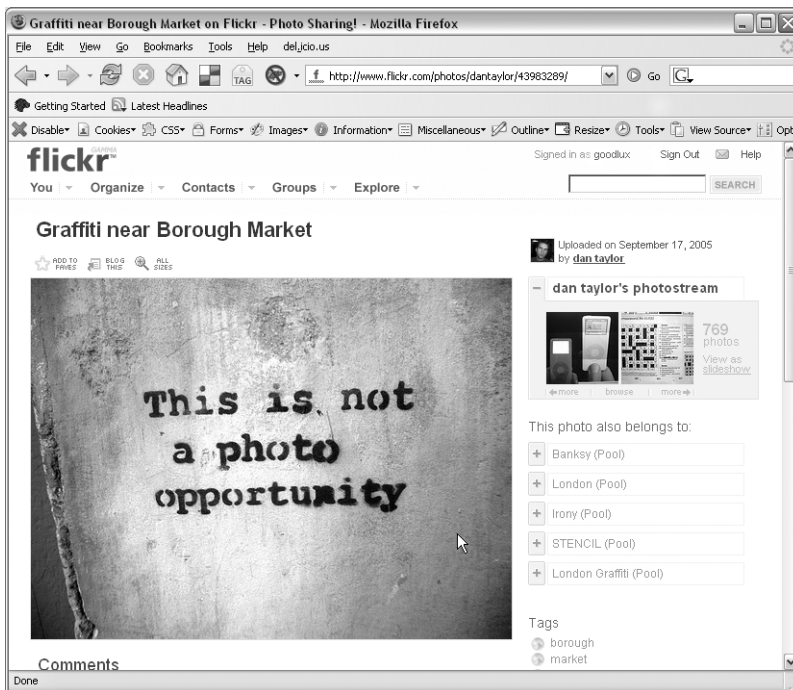 Graffiti near Borough Market on Flickr - Photo Sharing! - Mozilla Firefox
File Edit View Go Bookmarks Tools Help del.icio.us
TAG http://www.flickr.com/photos/dantaylor/43983289/ Go G
Getting Started Latest Headlines
Disable Cookies CSS Forms Images Information Miscellaneous Outline Resize Tools View Source Opt
flickr GAMMA
Signed in as goodlux Sign Out Help
You Organize Contacts Groups Explore SEARCH
Graffiti near Borough Market
ADD TO FAVES BLOG THIS ALL SIZES
This is not
a photo
opportunity
Comments
Uploaded on September 17, 2005
by dan taylor
dan taylor's photostream
769
photos
View as
slideshow
more browse more
This photo also belongs to:
+ Banksy (Pool)
+ London (Pool)
+ Irony (Pool)
+ STENCIL (Pool)
+ London Graffiti (Pool)
Tags
borough
market
Done